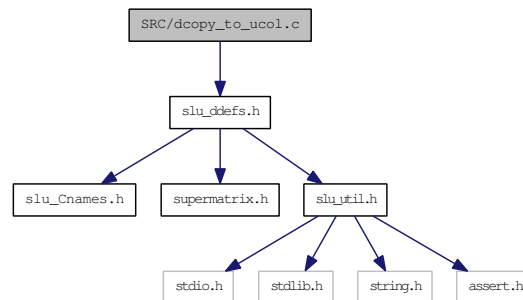 SRC/dcopy_to_ucol.c
slu_ddefs.h
slu_Cnames.h
supermatrix.h
slu_util.h
stdio.h
stdlib.h
string.h
assert.h